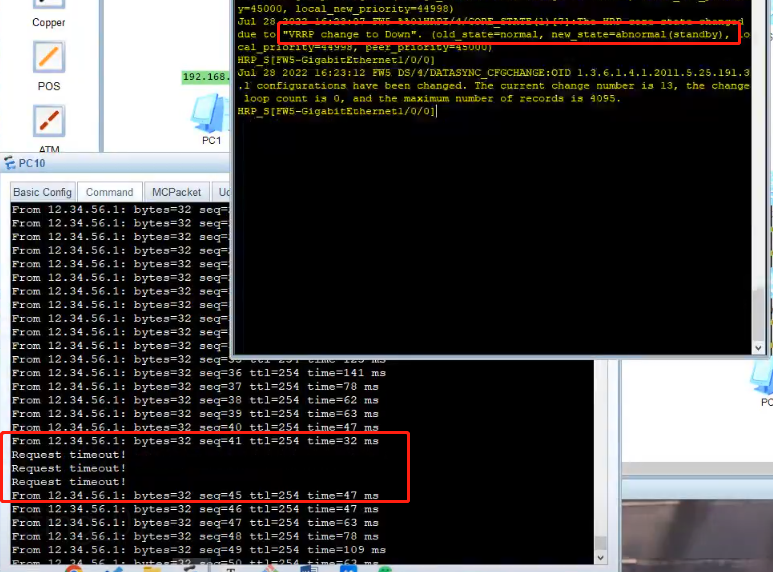 Copper
POS
ATM
192.168.
PC1
y=45000, local_new_priority=44998)
Jul 28 2022 16:23:07 FW5 %%01HRPI/4/CORE_STATE(l)[7]:The HRP core state changed
due to "VRRP change to Down". (old_state=normal, new_state=abnormal(standby), lo
cal_priority=44998, peer_priority=45000)
HRP_S[FW5-GigabitEthernet1/0/0]
Jul 28 2022 16:23:12 FW5 DS/4/DATASYNC_CFGCHANGE:OID 1.3.6.1.4.1.2011.5.25.191.3
.1 configurations have been changed. The current change number is 13, the change
loop count is 0, and the maximum number of records is 4095.
HRP_S[FW5-GigabitEthernet1/0/0]
PC10
Basic Config
Command
MCPacket
From 12.34.56.1: bytes=32 seq=
From 12.34.56.1: bytes=32 seq=
From 12.34.56.1: bytes=32 seq=
From 12.34.56.1: bytes=32 seq=
From 12.34.56.1: bytes=32 seq=
From 12.34.56.1: bytes=32 seq=
From 12.34.56.1: bytes=32 seq=
From 12.34.56.1: bytes=32 seq=
From 12.34.56.1: bytes=32 seq=
From 12.34.56.1: bytes=32 seq=
From 12.34.56.1: bytes=32 seq=
From 12.34.56.1: bytes=32 seq=35 ttl=254 time=125 ms
From 12.34.56.1: bytes=32 seq=36 ttl=254 time=141 ms
From 12.34.56.1: bytes=32 seq=37 ttl=254 time=78 ms
From 12.34.56.1: bytes=32 seq=38 ttl=254 time=62 ms
From 12.34.56.1: bytes=32 seq=39 ttl=254 time=63 ms
From 12.34.56.1: bytes=32 seq=40 ttl=254 time=47 ms
From 12.34.56.1: bytes=32 seq=41 ttl=254 time=32 ms
Request timeout!
Request timeout!
Request timeout!
From 12.34.56.1: bytes=32 seq=45 ttl=254 time=47 ms
From 12.34.56.1: bytes=32 seq=46 ttl=254 time=47 ms
From 12.34.56.1: bytes=32 seq=47 ttl=254 time=63 ms
From 12.34.56.1: bytes=32 seq=48 ttl=254 time=78 ms
From 12.34.56.1: bytes=32 seq=49 ttl=254 time=109 ms
From 12.34.56.1: bytes=32 seq=50 ttl=254 time=63 ms
PC